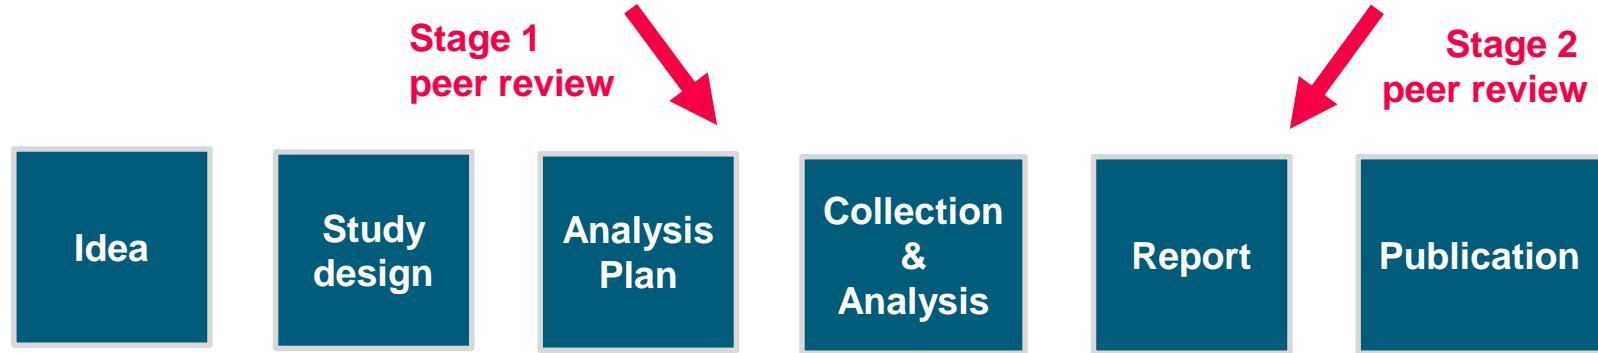 Stage 1
peer review
Stage 2
peer review
Idea
Study
design
Analysis
Plan
Collection
&
Analysis
Report
Publication